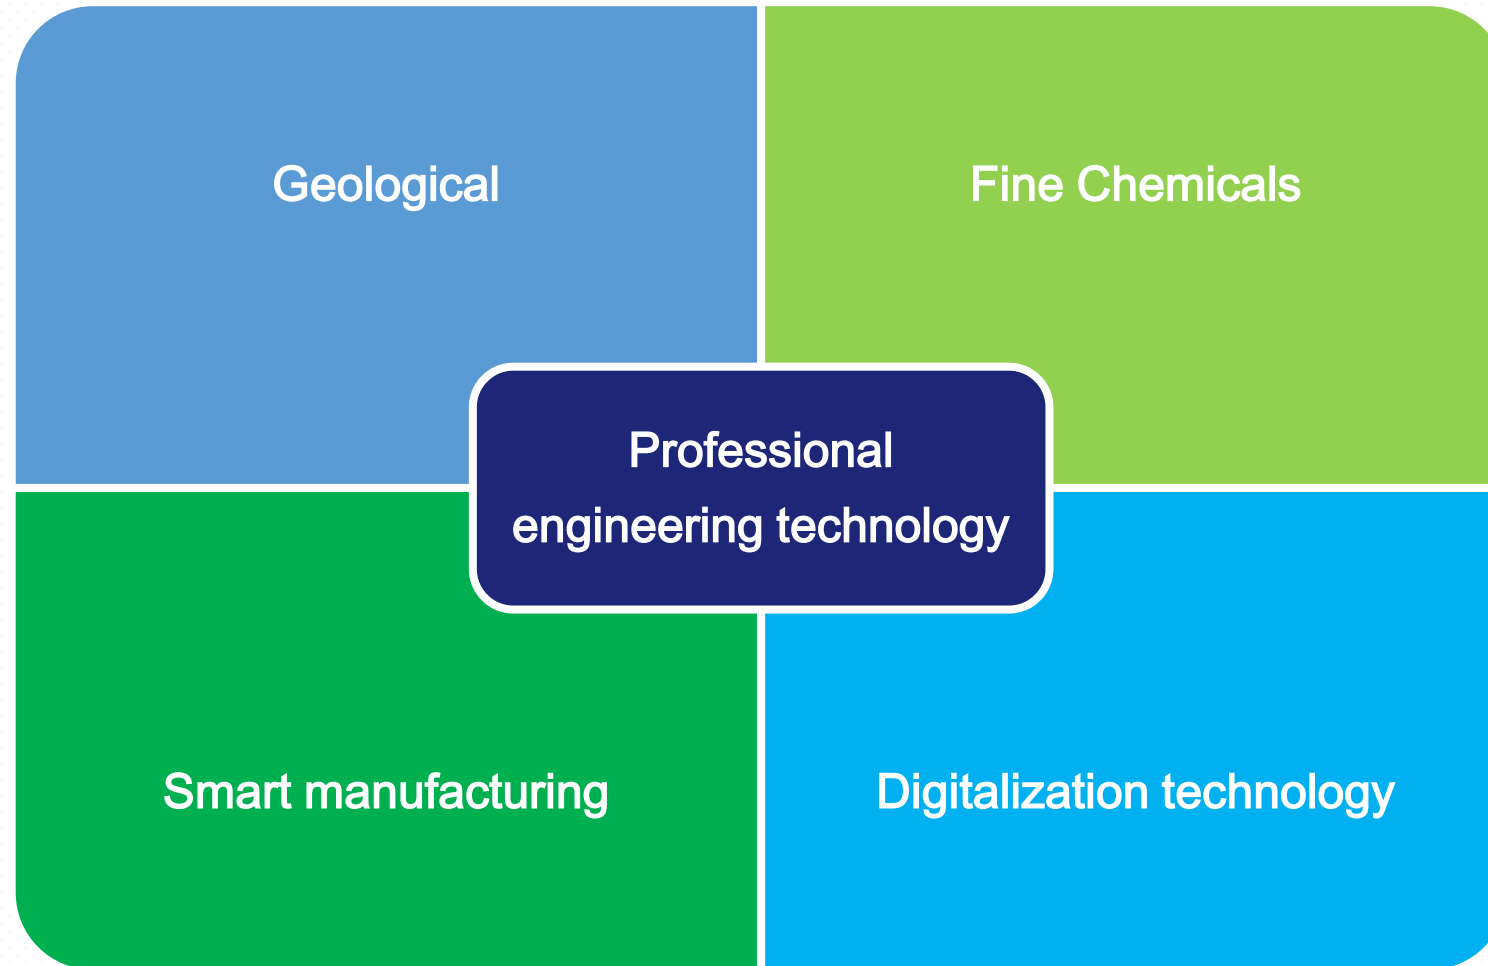 Geological
Fine Chemicals
Professional
engineering technology
Smart manufacturing
Digitalization technology